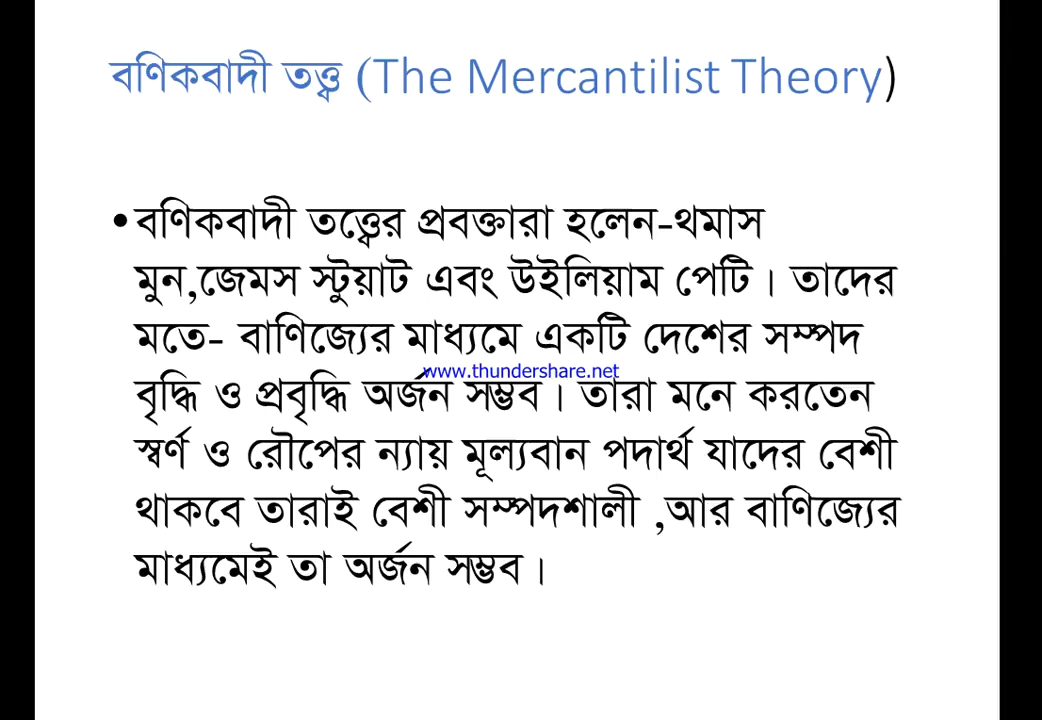 বণিকবাদী তত্ত্ব (The Mercantilist Theory)
•বণিকবাদী তত্ত্বের প্রবক্তারা হলেন-থমাস
মুন,জেমস স্টুয়াট এবং উইলিয়াম পেটি। তাদের
মতে- বাণিজ্যের মাধ্যমে একটি দেশের সম্পদ
www.thundershare.net
বৃদ্ধি ও প্রবৃদ্ধি অর্জন সম্ভব। তারা মনে করতেন
স্বর্ণ ও রৌপের ন্যায় মূল্যবান পদার্থ যাদের বেশী
থাকবে তারাই বেশী সম্পদশালী ,আর বাণিজ্যের
মাধ্যমেই তা অর্জন সম্ভব।